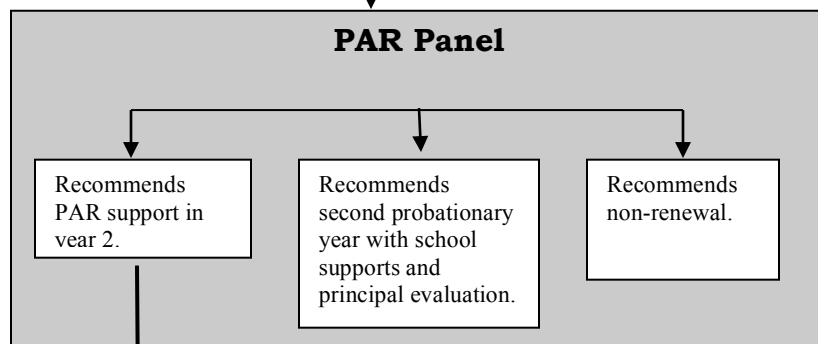 PAR Panel
Recommends
PAR support in
year 2.
Recommends
second probationary
year with school
supports and
principal evaluation.
Recommends
non-renewal.